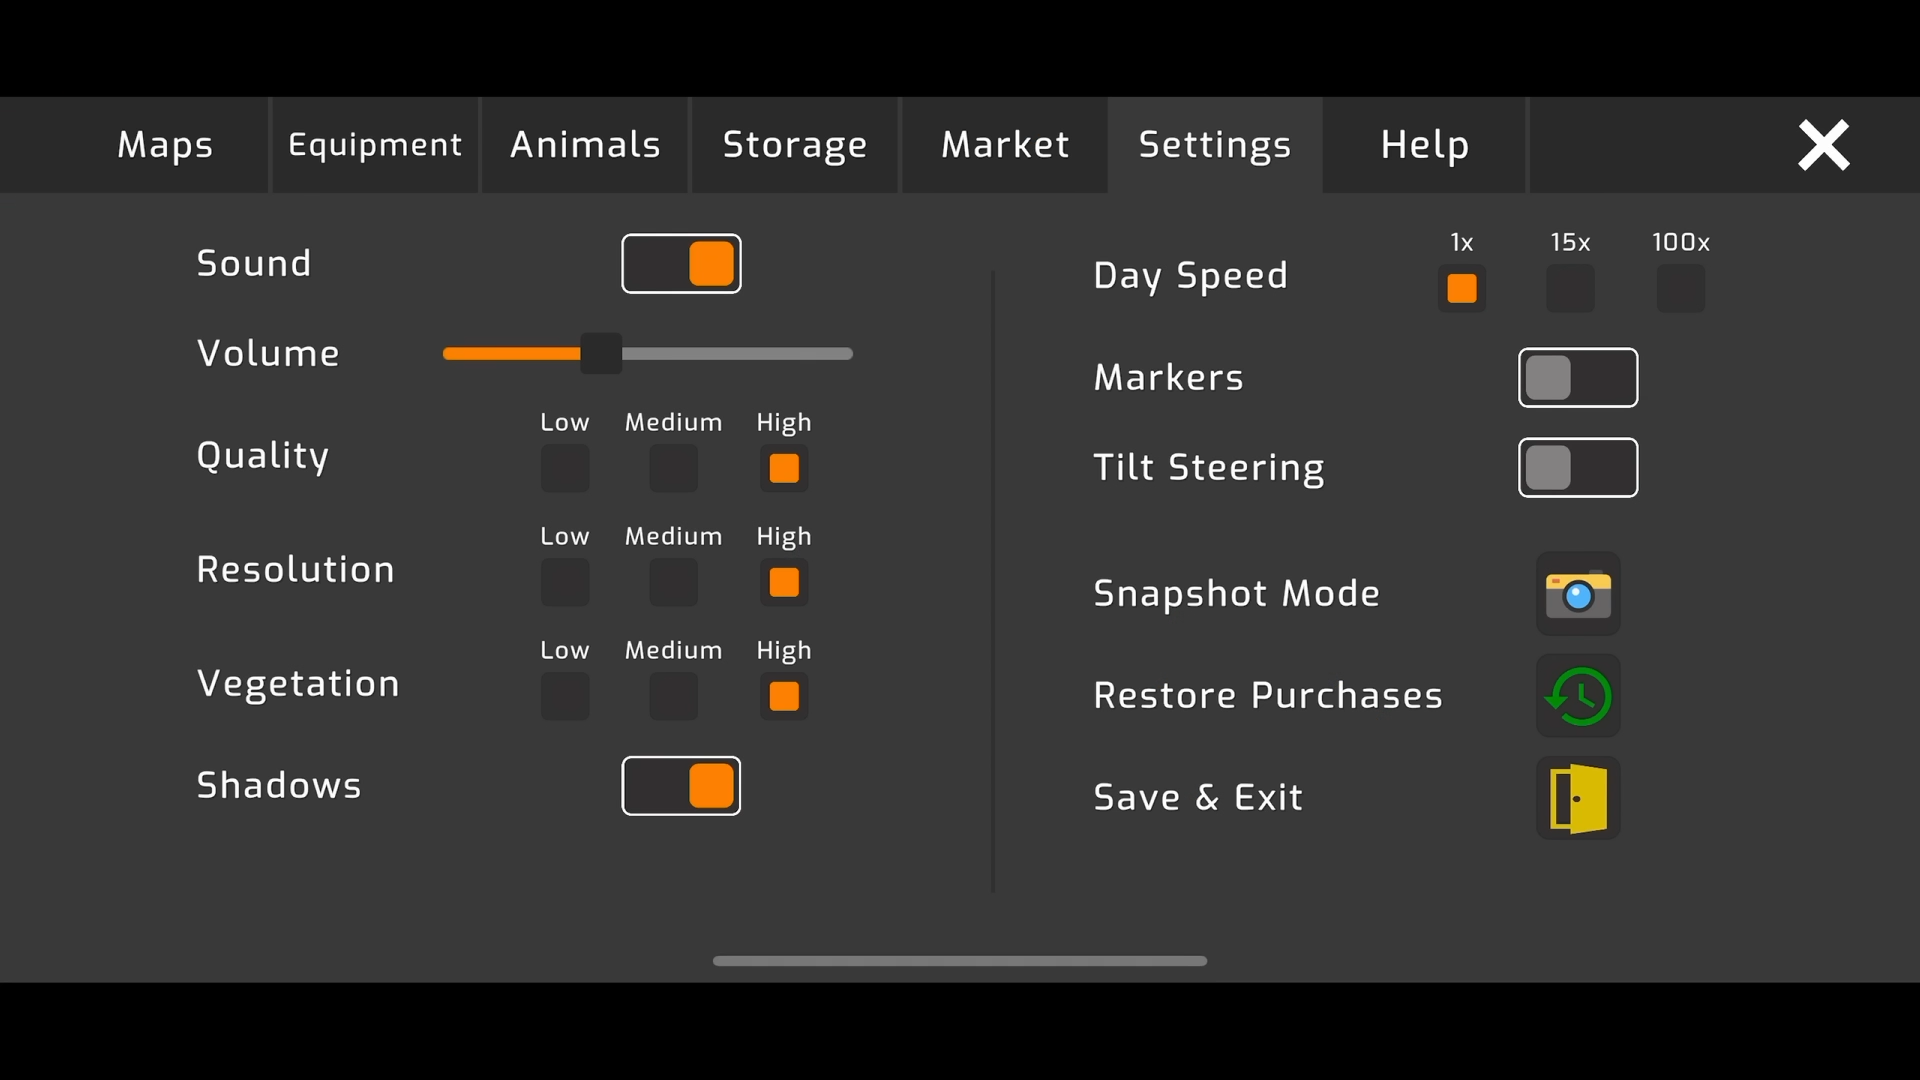 Maps Equipment Animals Storage Market Settings Help
Sound
Volume
Low Medium High
Quality
Low Medium High
Resolution
Low Medium High
Vegetation
Shadows
1x 15x 100x
Day Speed
Markers
Tilt Steering
Snapshot Mode
Restore Purchases
Save & Exit